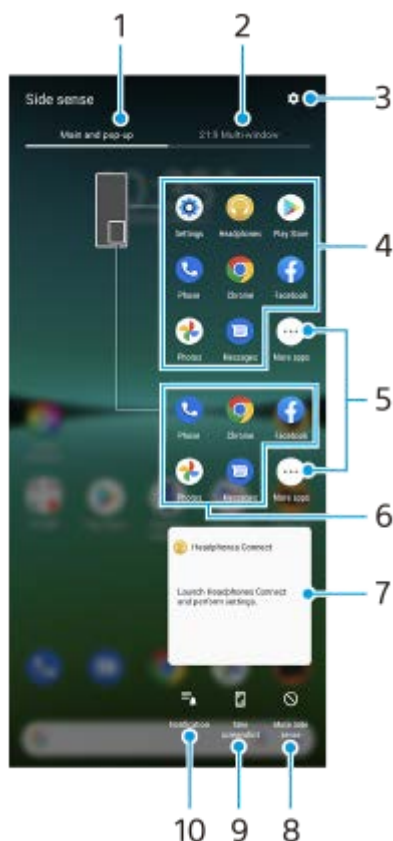 1
2
Side sense
3
Main and pop-up
21:9 Multi-window
Settings
Headphones
Play Store
4
Phone
Chrome
Facebook
Photos
Messages
More apps
5
Phone
Chrome
Facebook
Photos
Messages
More apps
6
Headphones Connect
Launch Headphones Connect
and perform settings.
7
Notification
Take
screenshot
More Side
sense
10
9
8